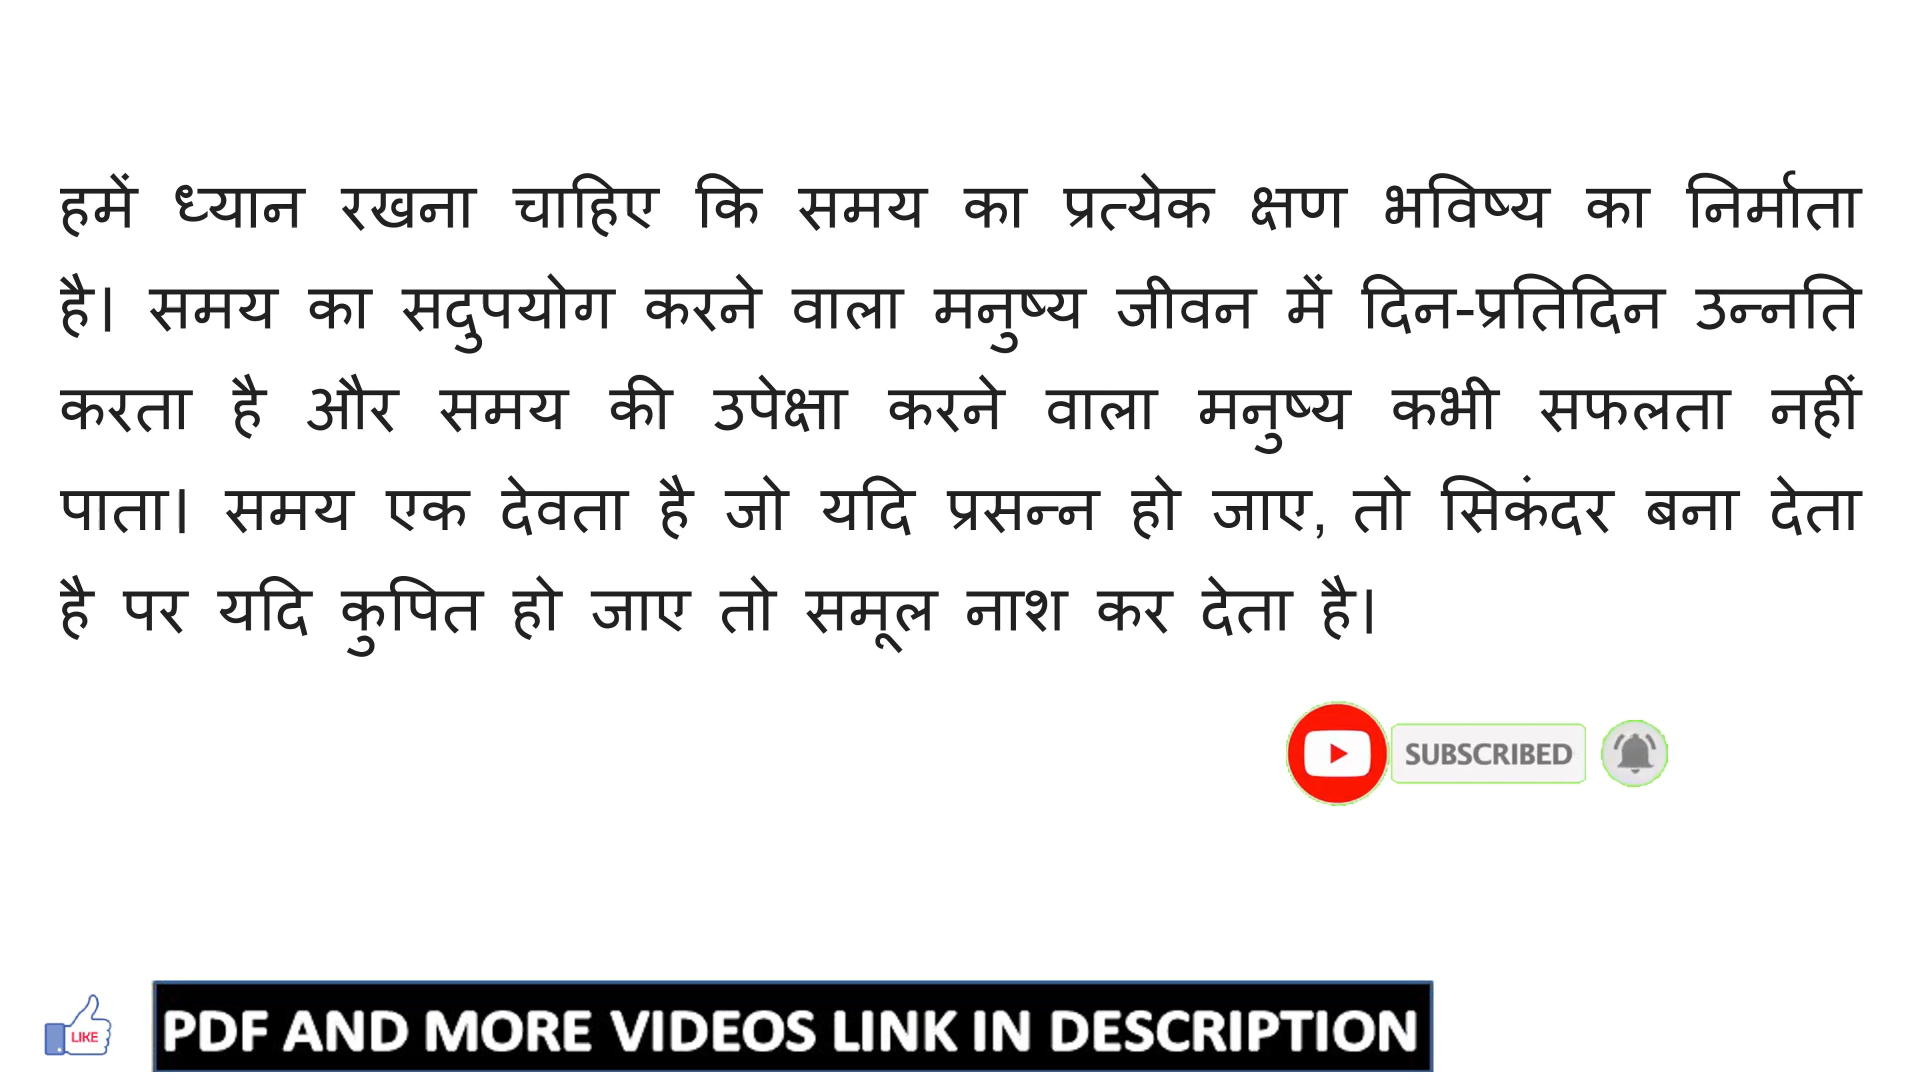 हमें ध्यान रखना चाहिए कि समय का प्रत्येक क्षण भविष्य का निर्माता
है। समय का सदुपयोग करने वाला मनुष्य जीवन में दिन-प्रतिदिन उन्नति
करता है और समय की उपेक्षा करने वाला मनुष्य कभी सफलता नहीं
पाता। समय एक देवता है जो यदि प्रसन्न हो जाए, तो सिकंदर बना देता
है पर यदि कुपित हो जाए तो समूल नाश कर देता है।
SUBSCRIBED
LIKE
PDF AND MORE VIDEOS LINK IN DESCRIPTION